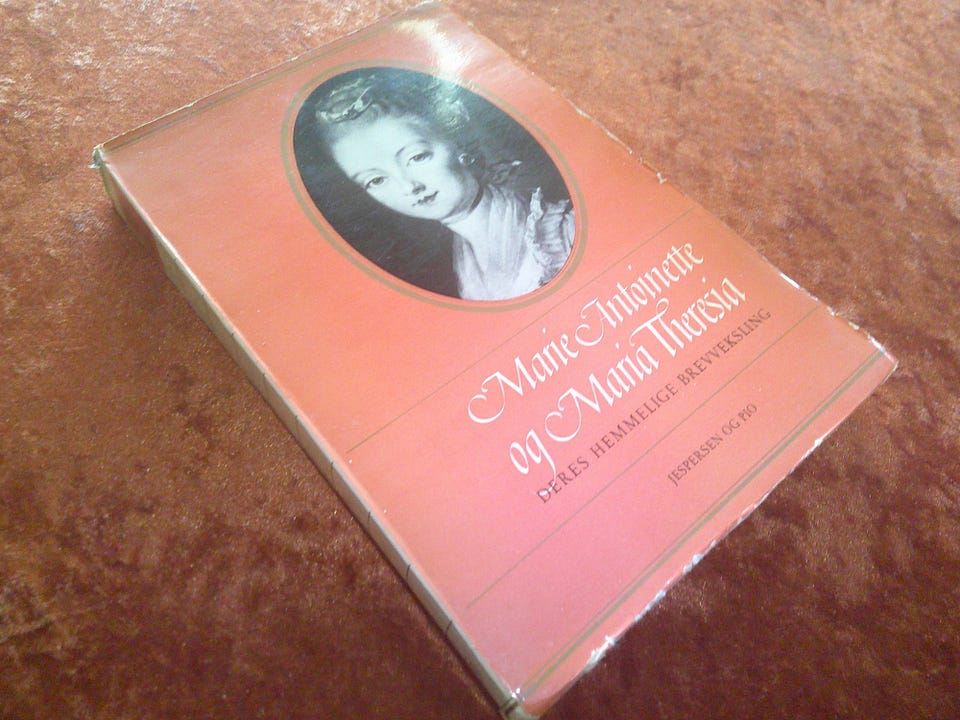 Marie Antoinette
og Maria Theresia
DERES HEMMELIGE BREVVEKSLING
JESPERSEN OG PIO